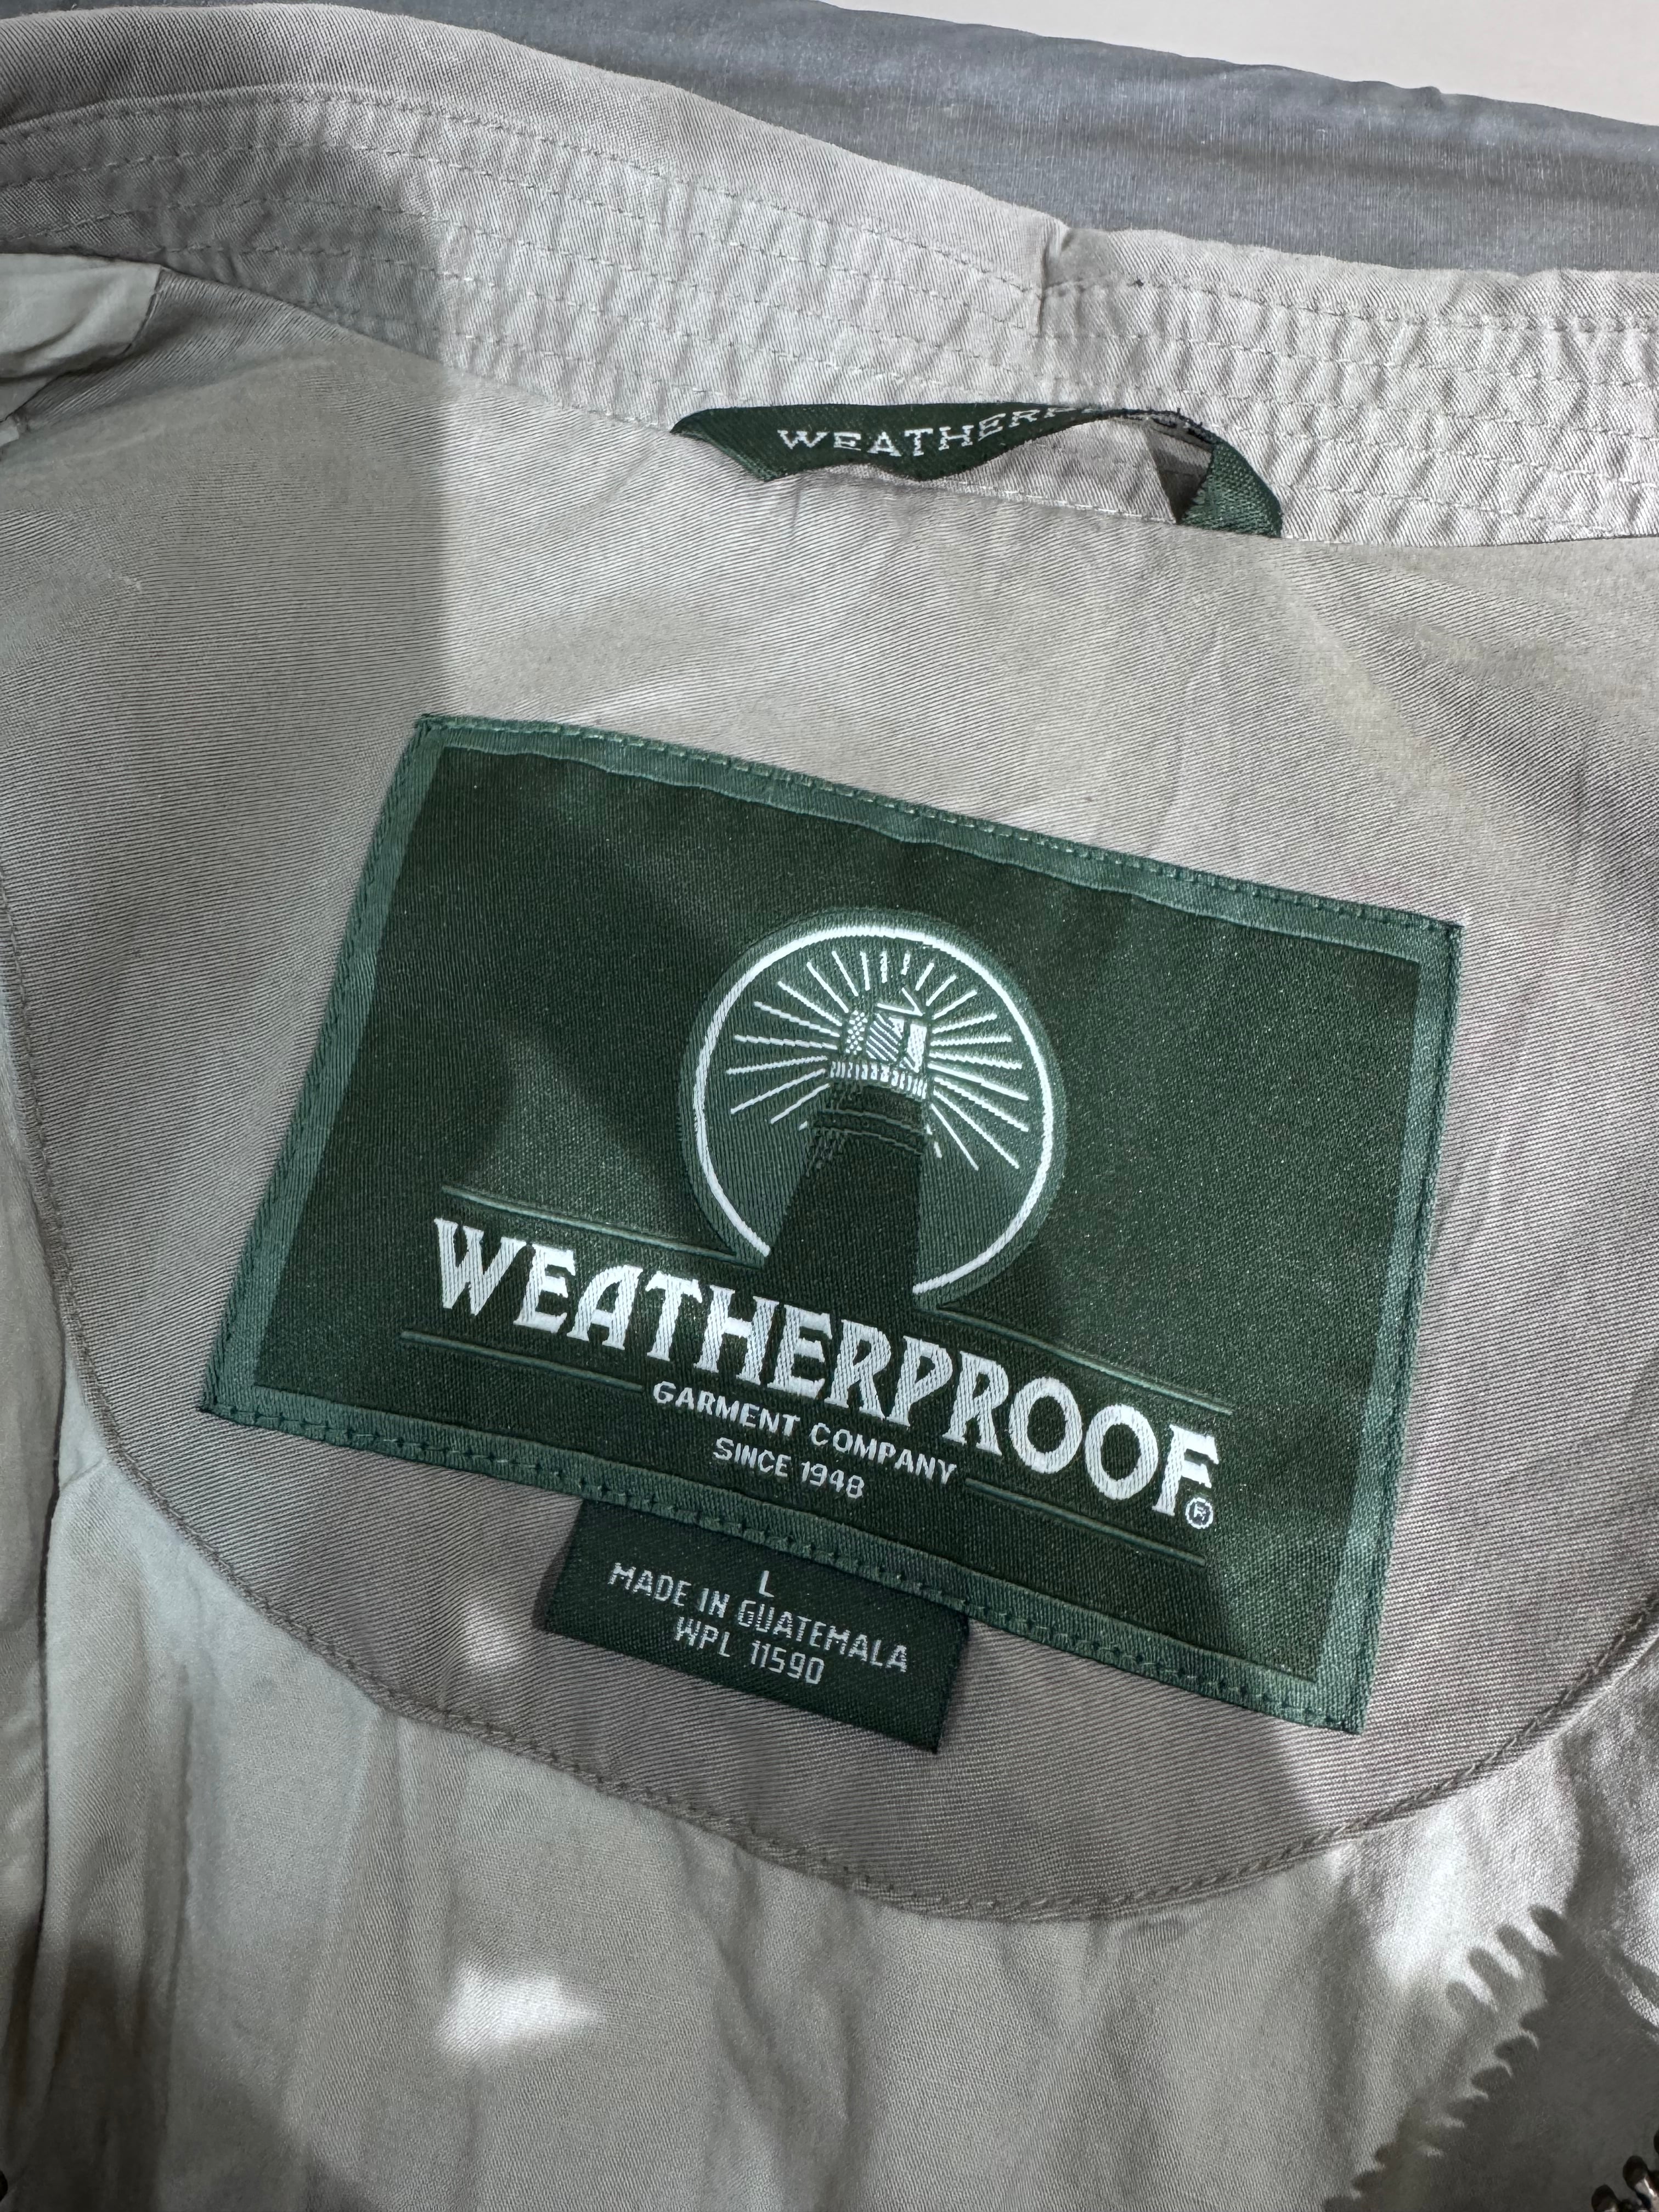 WEATHERP
WEATHERPROOF®
GARMENT COMPANY
SINCE 1948
L
MADE IN GUATEMALA
WPL 11590